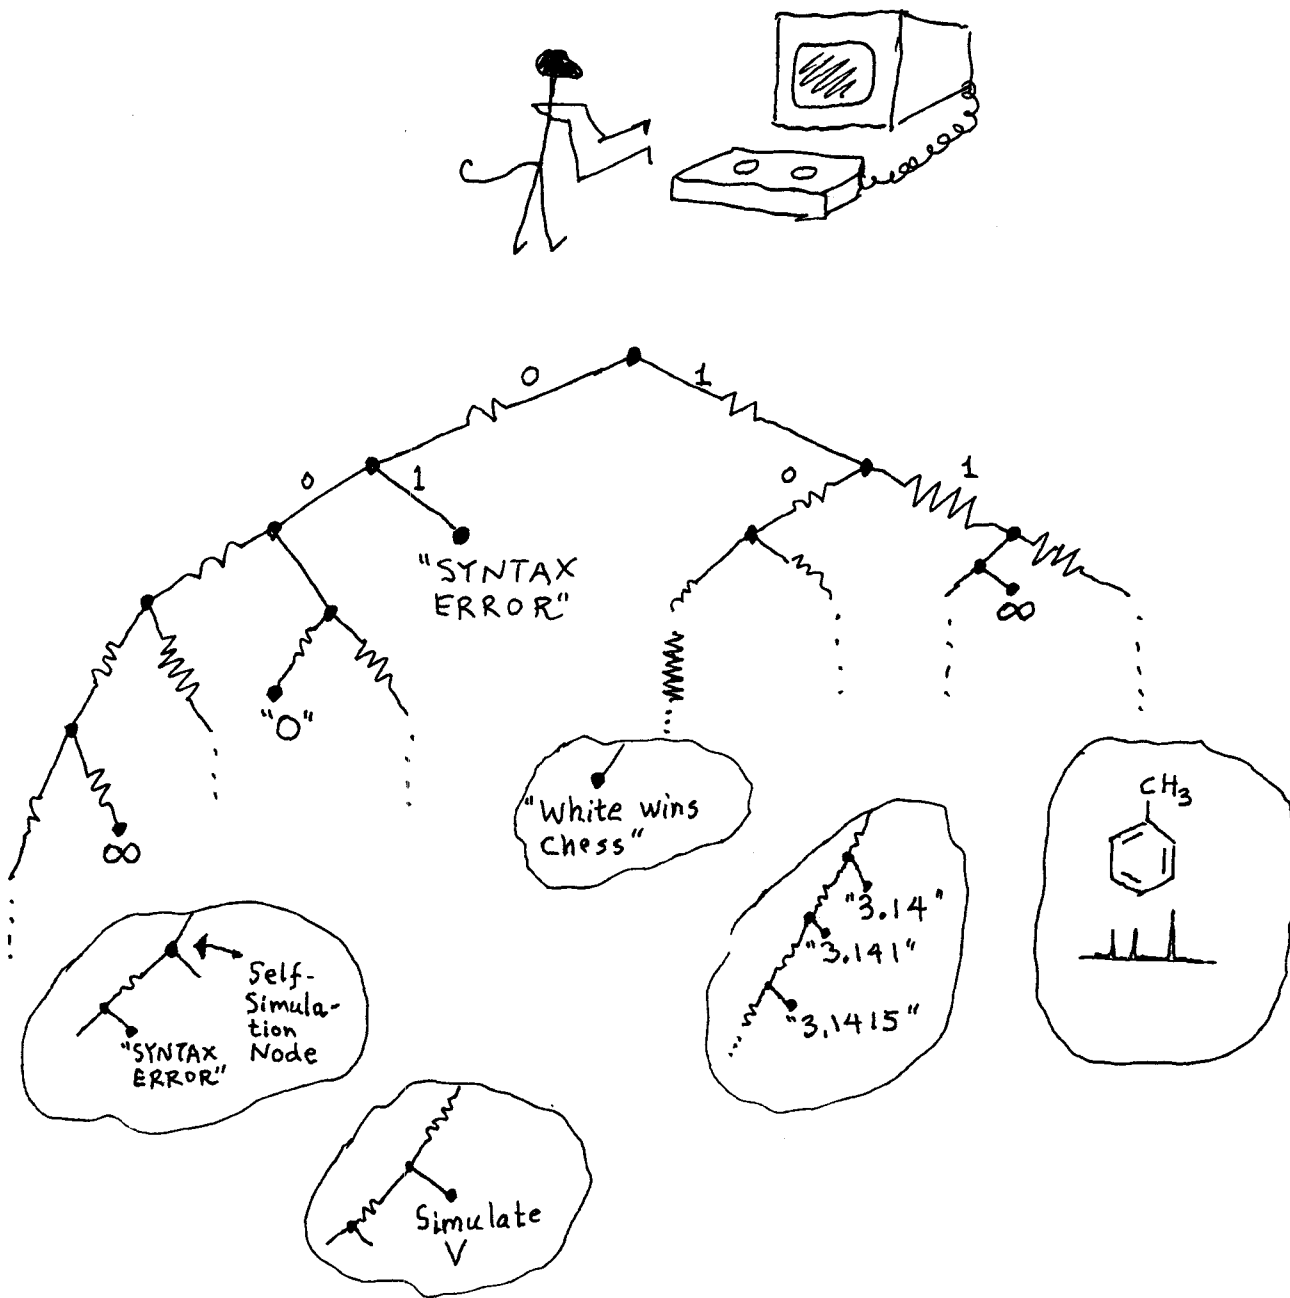 0
1
0
1
0
1
"SYNTAX
ERROR"
∞
"0"
∞
"White wins
Chess"
CH3
"3.14"
"3.141"
"3.1415"
Self-
Simula-
tion
Node
"SYNTAX
ERROR"
Simulate
V